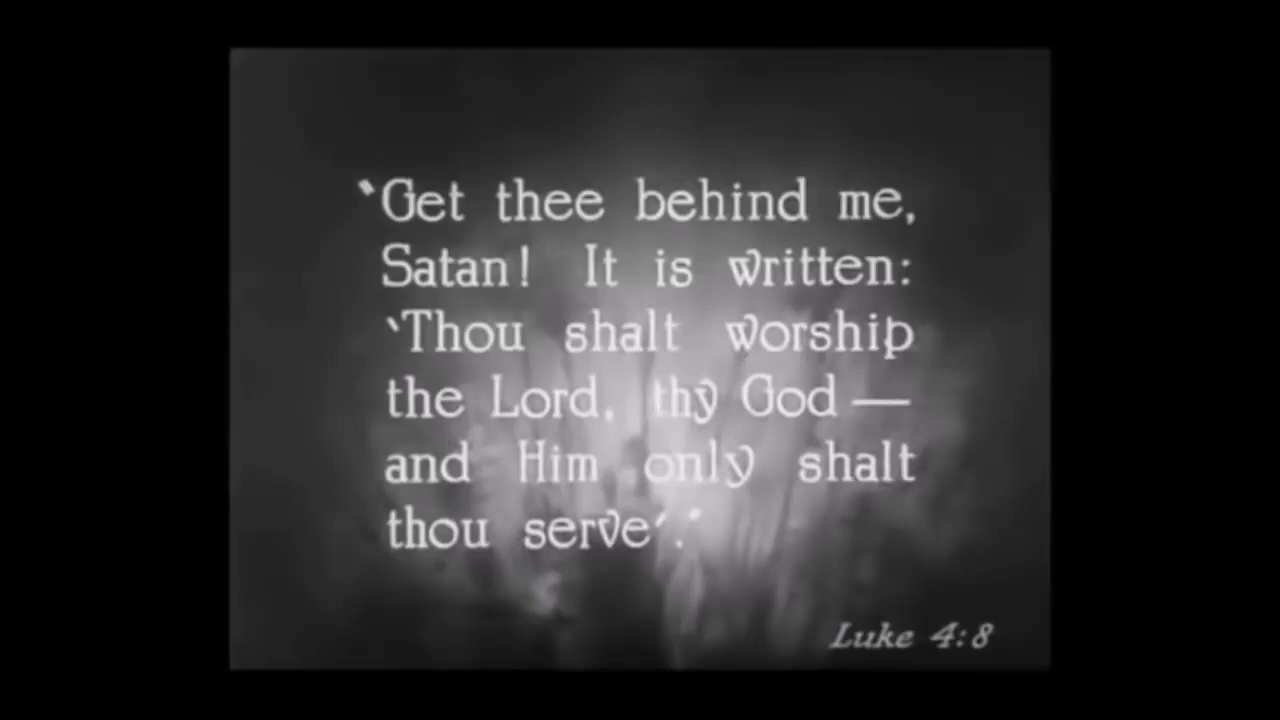 "Get thee behind me,
Satan! It is written:
'Thou shalt worship
the Lord, thy God —
and Him only shalt
thou serve'."
Luke 4:8